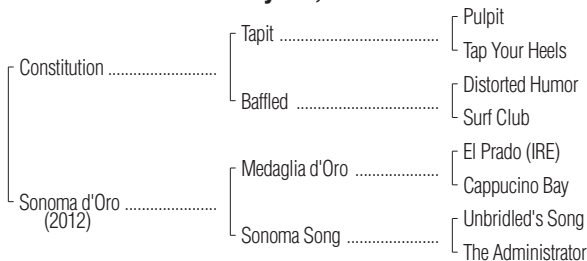 Pulpit
Tapit
Tap Your Heels
Constitution
Distorted Humor
Baffled
Surf Club
El Prado (IRE)
Medaglia d'Oro
Cappucino Bay
Sonoma d'Oro
(2012)
Unbridled's Song
Sonoma Song
The Administrator